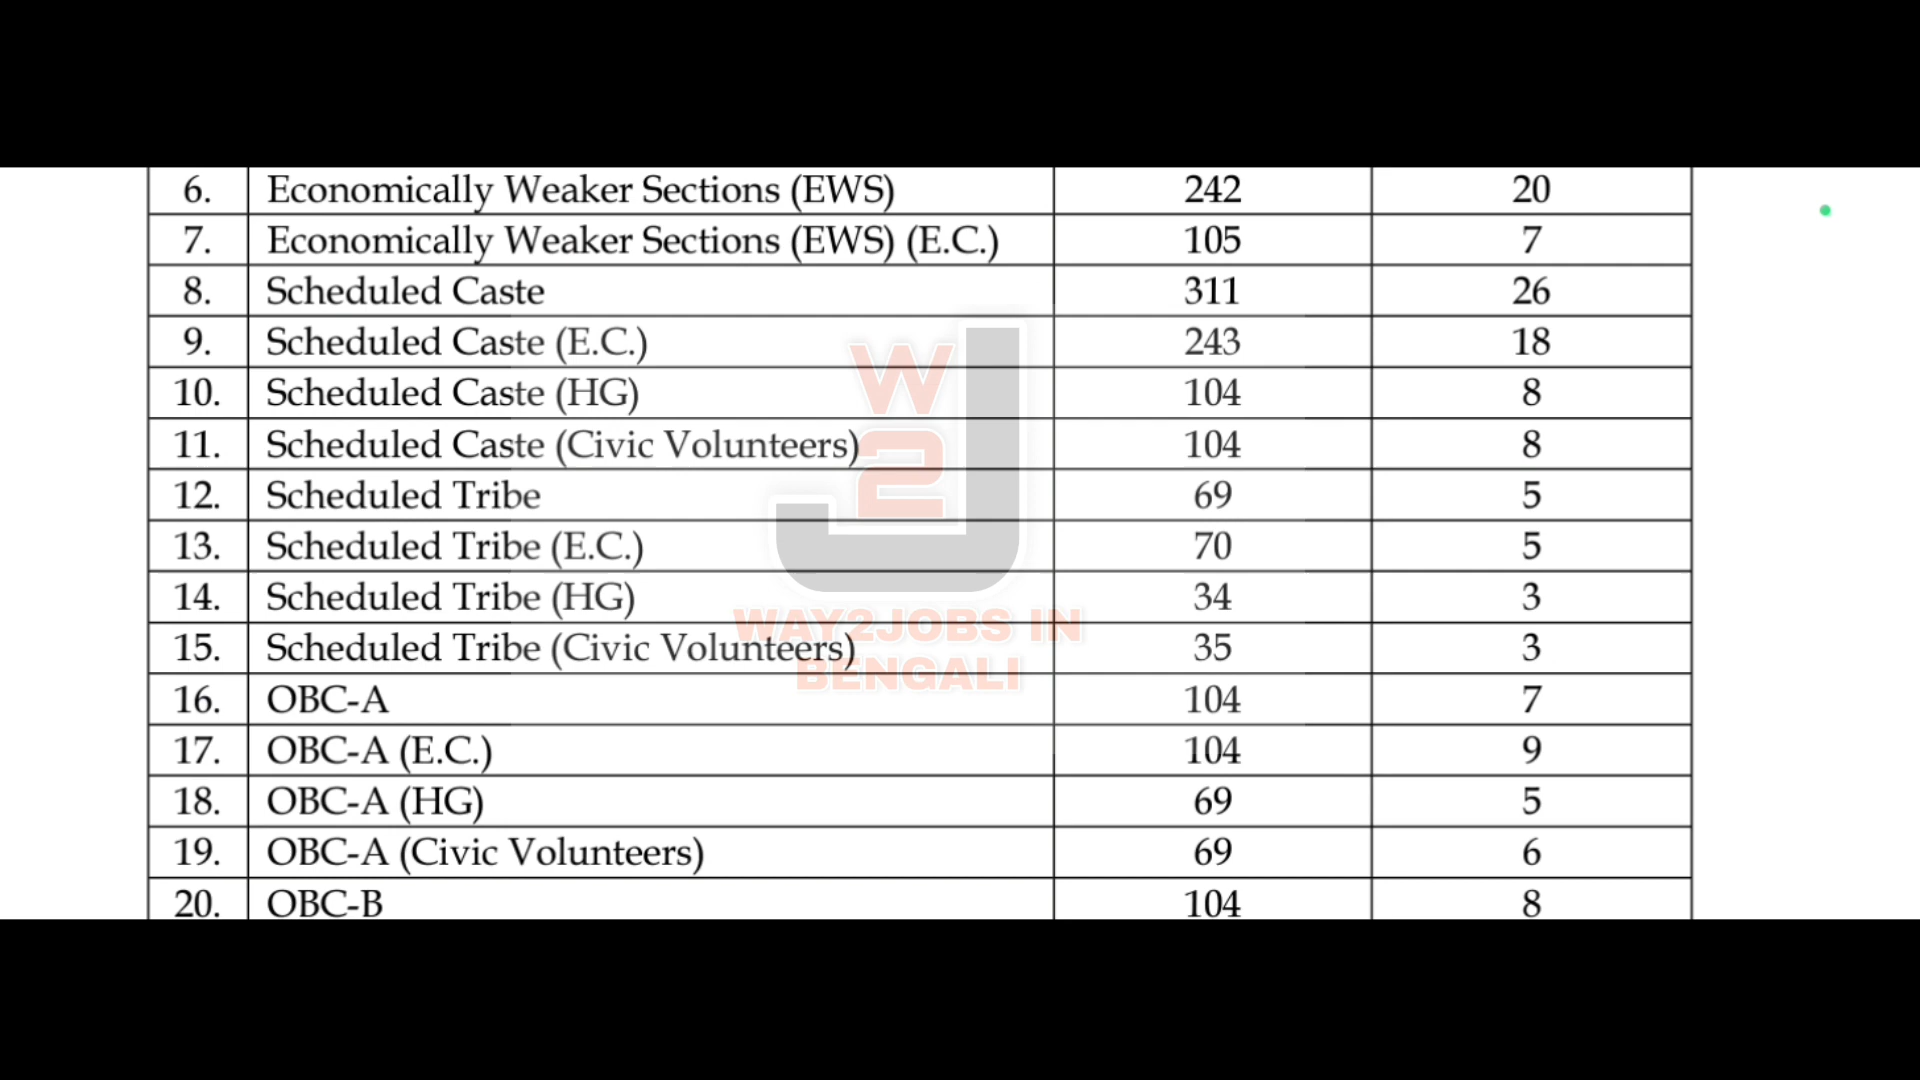 6. Economically Weaker Sections (EWS) 242 20
7. Economically Weaker Sections (EWS) (E.C.) 105 7
8. Scheduled Caste 311 26
9. Scheduled Caste (E.C.) 243 18
10. Scheduled Caste (HG) 104 8
11. Scheduled Caste (Civic Volunteers) 104 8
12. Scheduled Tribe 69 5
13. Scheduled Tribe (E.C.) 70 5
14. Scheduled Tribe (HG) 34 3
15. Scheduled Tribe (Civic Volunteers) 35 3
16. OBC-A 104 7
17. OBC-A (E.C.) 104 9
18. OBC-A (HG) 69 5
19. OBC-A (Civic Volunteers) 69 6
20. OBC-B 104 8
W2J
WAY2JOBS IN
BENGALI